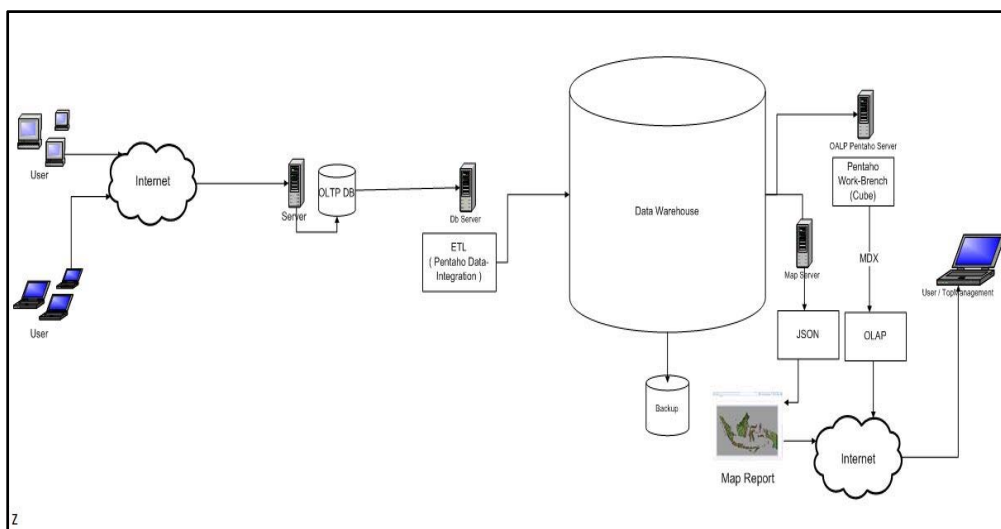 User
Internet
User
Server
OLTP DB
Db Server
ETL
( Pentaho Data-
Integration )
Data Warehouse
Backup
OALP Pentaho Server
Pentaho
Work-Brench
(Cube)
Map Server
MDX
JSON
OLAP
User / TopManagement
Map Report
Internet
Z